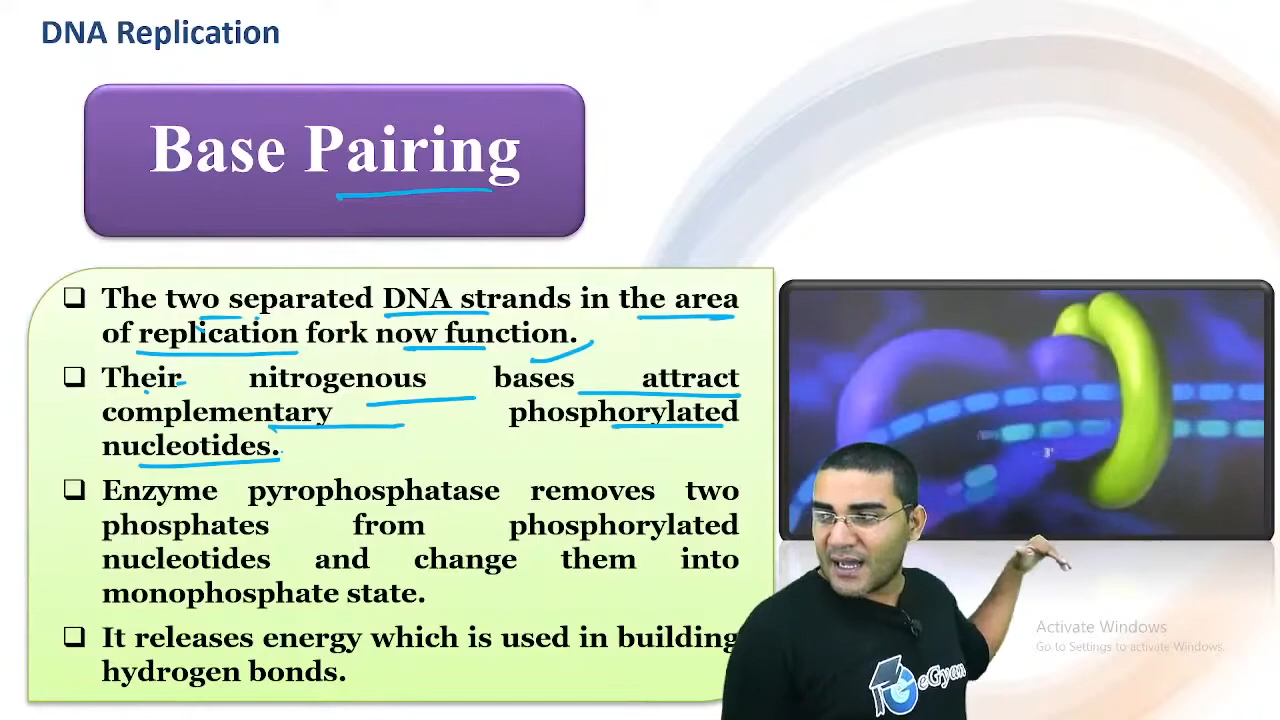 DNA Replication
Base Pairing
The two separated DNA strands in the area
of replication fork now function.
Their nitrogenous bases attract
complementary phosphorylated
nucleotides.
Enzyme pyrophosphatase removes two
phosphates from phosphorylated
nucleotides and change them into
monophosphate state.
It releases energy which is used in building
hydrogen bonds.
3'
Activate Windows
Go to Settings to activate Windows.
eGyan